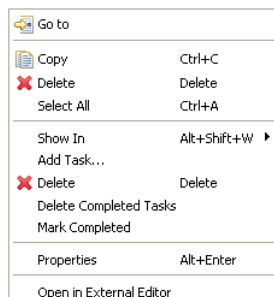 Go to
Copy Ctrl+C
Delete Delete
Select All Ctrl+A
Show In Alt+Shift+W
Add Task...
Delete Delete
Delete Completed Tasks
Mark Completed
Properties Alt+Enter
Open in External Editor